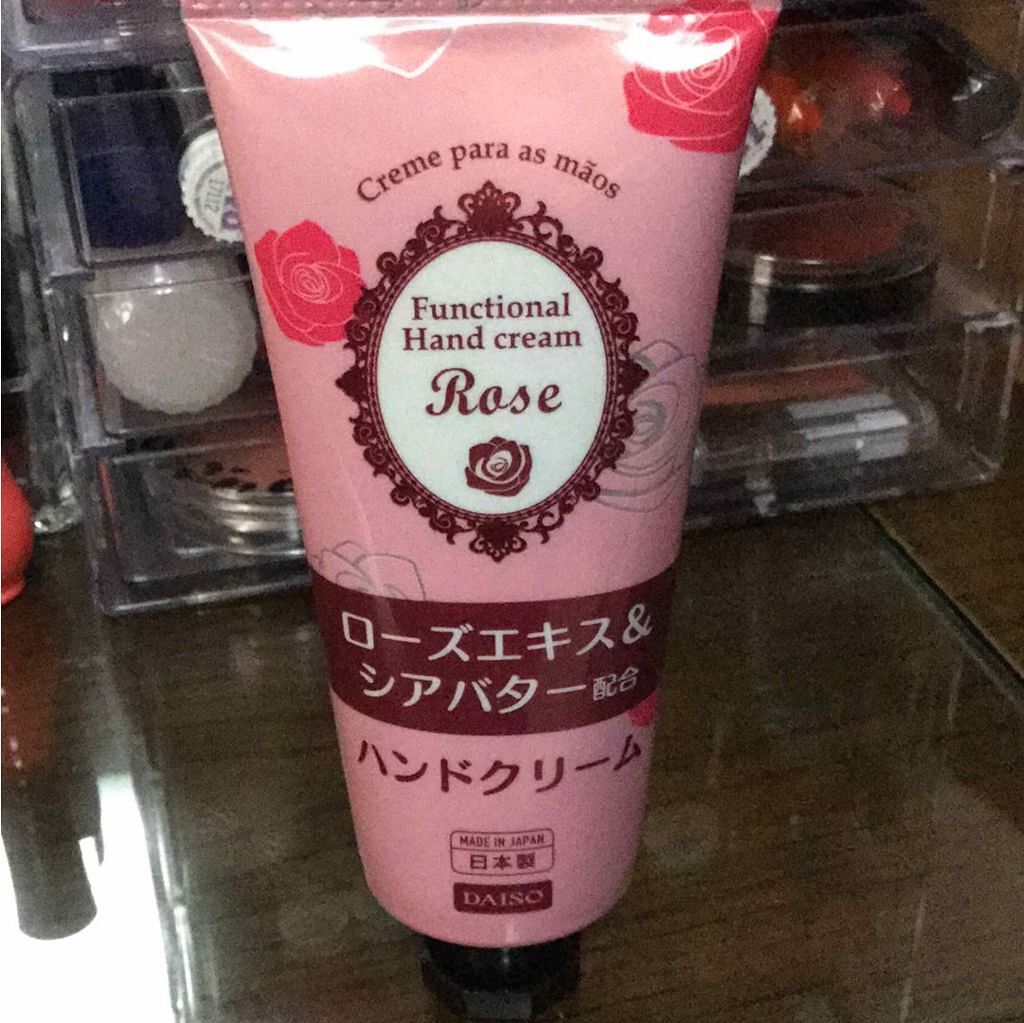 Creme para as mãos
Functional
Hand cream
Rose
ローズエキス&
シアバター配合
ハンドクリーム
MADE IN JAPAN
日本製
DAISO